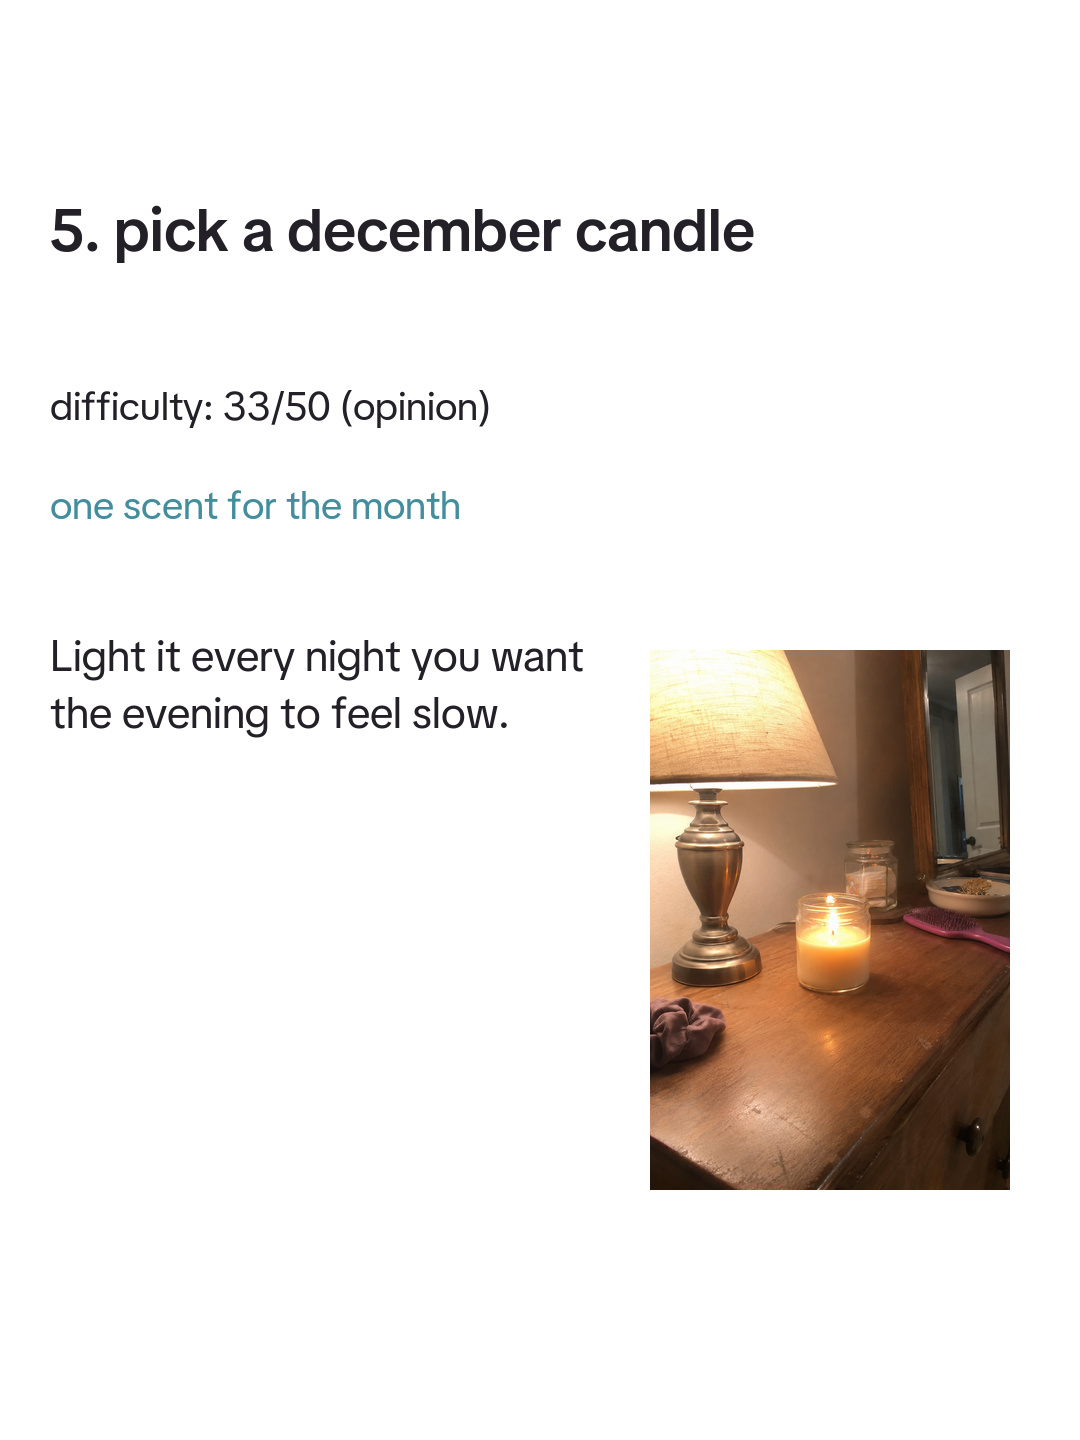 5. pick a december candle
difficulty: 33/50 (opinion)
one scent for the month
Light it every night you want
the evening to feel slow.